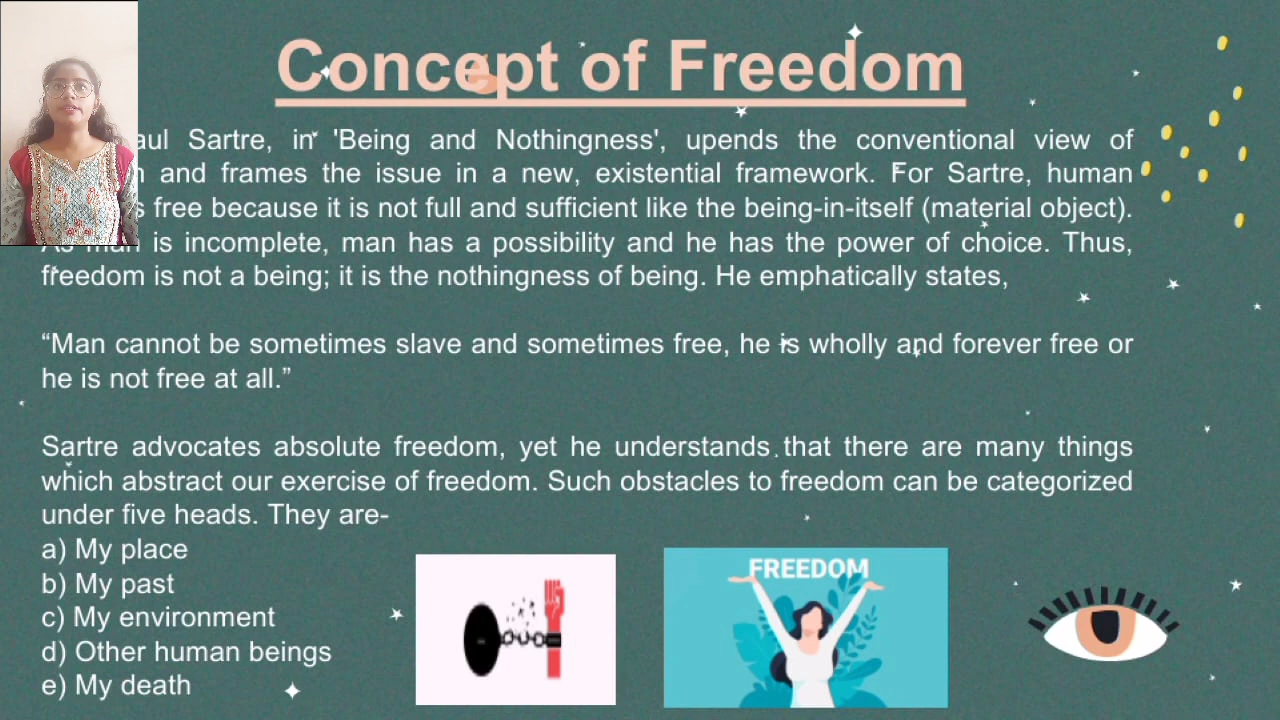 Concept of Freedom
Sartre, in 'Being and Nothingness', upends the conventional view of
and frames the issue in a new, existential framework. For Sartre, human
free because it is not full and sufficient like the being-in-itself (material object).
As man is incomplete, man has a possibility and he has the power of choice. Thus,
freedom is not a being; it is the nothingness of being. He emphatically states,
“Man cannot be sometimes slave and sometimes free, he is wholly and forever free or
he is not free at all.”
Sartre advocates absolute freedom, yet he understands that there are many things
which abstract our exercise of freedom. Such obstacles to freedom can be categorized
under five heads. They are-
a) My place
b) My past
c) My environment
d) Other human beings
e) My death
FREEDOM